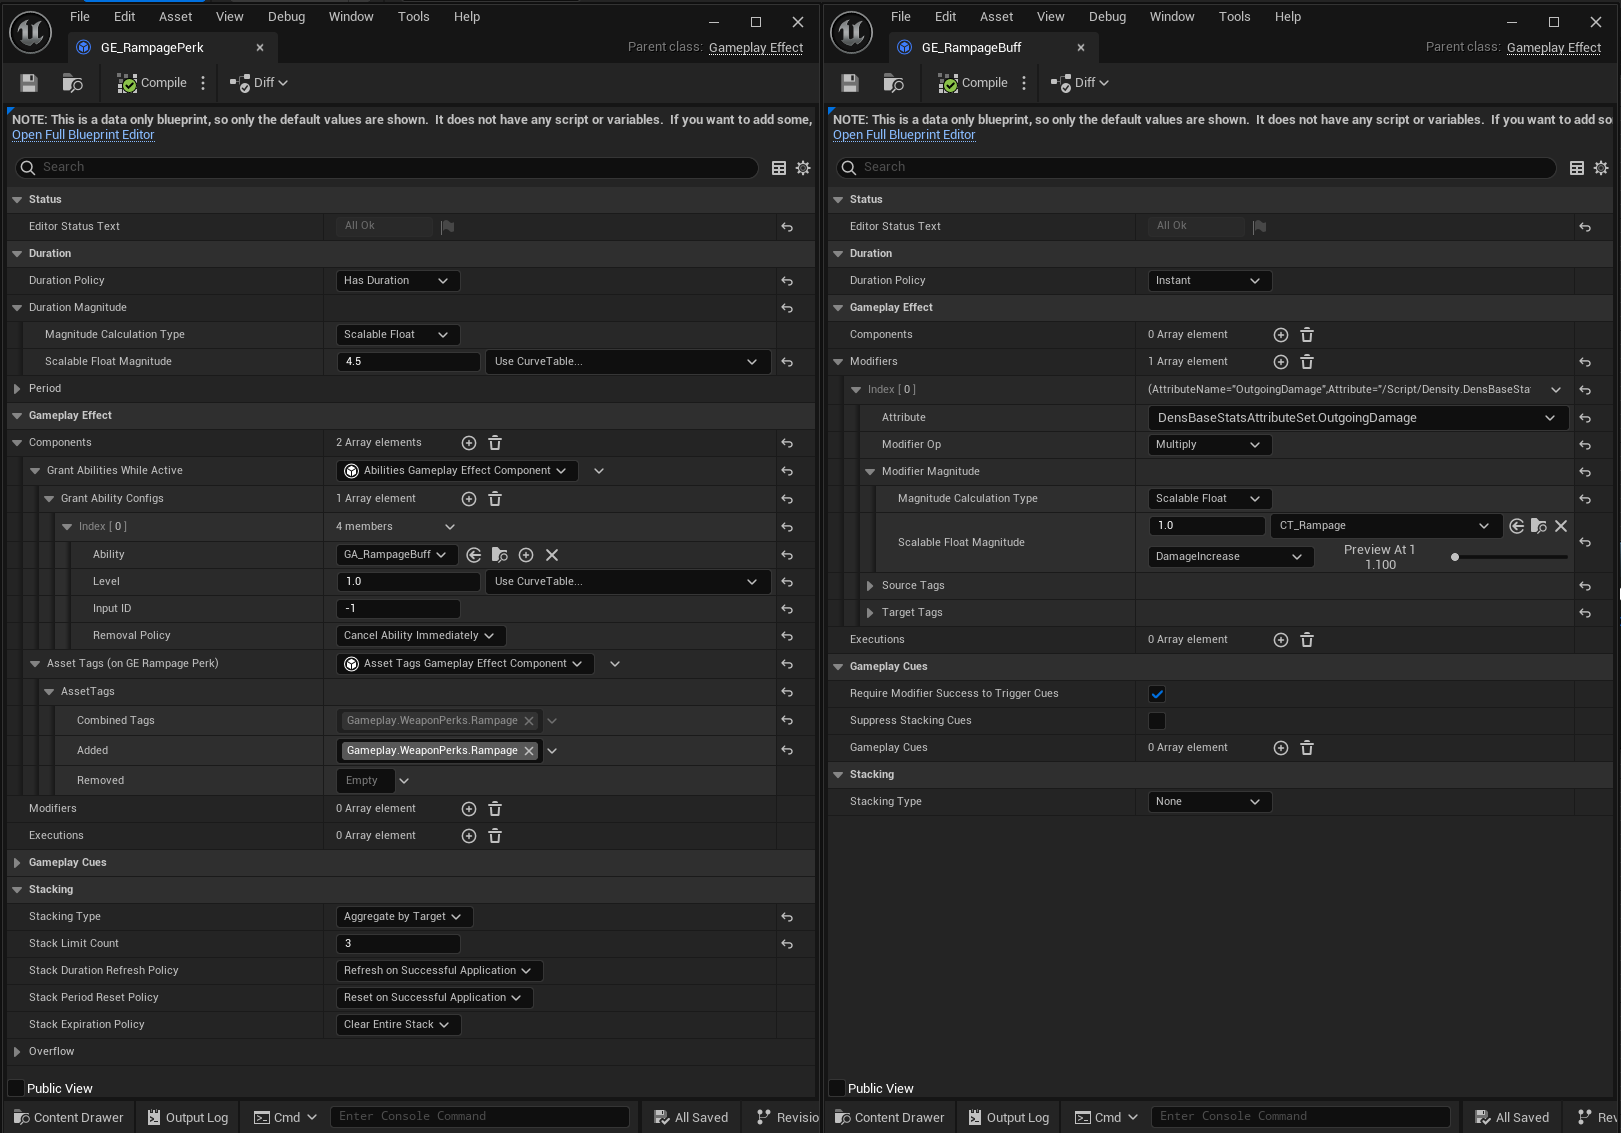 File Edit Asset View Debug Window Tools Help
GE_RampagePerk
Parent class: Gameplay Effect
Compile Diff
NOTE: This is a data only blueprint, so only the default values are shown.  It does not have any script or variables.  If you want to add some,
Open Full Blueprint Editor
Search
Status
Editor Status Text All Ok
Duration
Duration Policy Has Duration
Duration Magnitude
Magnitude Calculation Type Scalable Float
Scalable Float Magnitude 4.5 Use CurveTable...
Period
Gameplay Effect
Components 2 Array elements
Grant Abilities While Active Abilities Gameplay Effect Component
Grant Ability Configs 1 Array element
Index [ 0 ] 4 members
Ability GA_RampageBuff
Level 1.0 Use CurveTable...
Input ID -1
Removal Policy Cancel Ability Immediately
Asset Tags (on GE Rampage Perk) Asset Tags Gameplay Effect Component
AssetTags
Combined Tags Gameplay.WeaponPerks.Rampage
Added Gameplay.WeaponPerks.Rampage
Removed Empty
Modifiers 0 Array element
Executions 0 Array element
Gameplay Cues
Stacking
Stacking Type Aggregate by Target
Stack Limit Count 3
Stack Duration Refresh Policy Refresh on Successful Application
Stack Period Reset Policy Reset on Successful Application
Stack Expiration Policy Clear Entire Stack
Overflow
Public View
Content Drawer Output Log Cmd Enter Console Command All Saved Revisio
File Edit Asset View Debug Window Tools Help
GE_RampageBuff
Parent class: Gameplay Effect
Compile Diff
NOTE: This is a data only blueprint, so only the default values are shown.  It does not have any script or variables.  If you want to add so
Open Full Blueprint Editor
Search
Status
Editor Status Text All Ok
Duration
Duration Policy Instant
Gameplay Effect
Components 0 Array element
Modifiers 1 Array element
Index [ 0 ] (AttributeName="OutgoingDamage",Attribute="/Script/Density.DensBaseSta
Attribute DensBaseStatsAttributeSet.OutgoingDamage
Modifier Op Multiply
Modifier Magnitude
Magnitude Calculation Type Scalable Float
Scalable Float Magnitude 1.0 CT_Rampage
DamageIncrease Preview At 1
1.100
Source Tags
Target Tags
Executions 0 Array element
Gameplay Cues
Require Modifier Success to Trigger Cues
Suppress Stacking Cues
Gameplay Cues 0 Array element
Stacking
Stacking Type None
Public View
Content Drawer Output Log Cmd Enter Console Command All Saved Rev